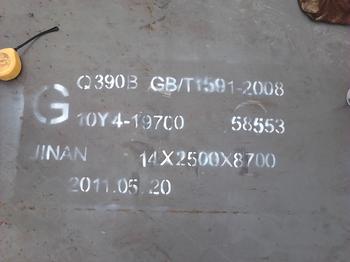 Q390B GB/T1591-2008
G
10Y4-19700 58553
JINAN 14X2500X8700
2011.05.20